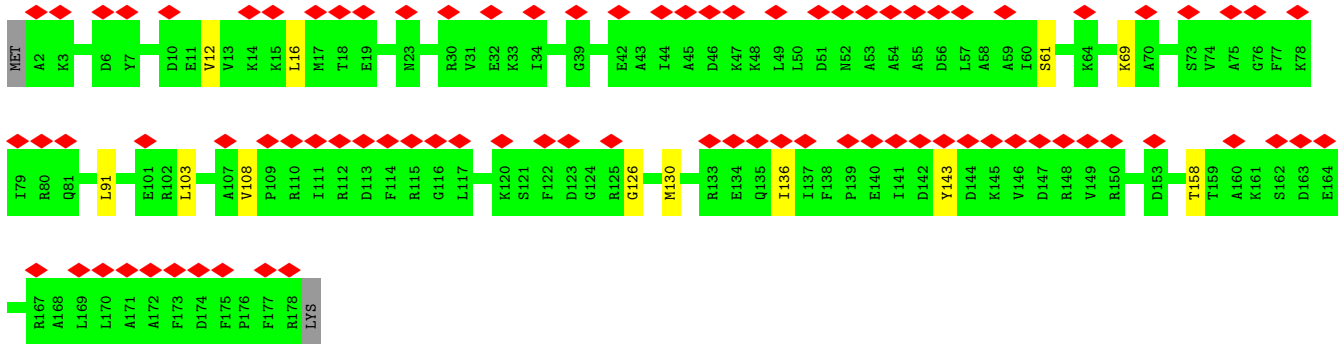 MET A2 K3 D6 Y7 D10 E11 V12 V13 K14 K15 L16 M17 T18 E19 N23 R30 V31 E32 K33 I34 G39 E42 A43 I44 A45 D46 K47 K48 L49 L50 D51 N52 A53 A54 A55 D56 L57 A58 A59 I60 S61 K64 K69 A70 S73 V74 A75 G76 F77 K78
I79 R80 Q81 L91 E101 R102 L103 A107 V108 P109 R110 I111 R112 D113 F114 R115 G116 L117 K120 S121 F122 D123 G124 R125 G126 M130 R133 E134 Q135 I136 I137 F138 P139 E140 I141 D142 Y143 D144 K145 V146 D147 R148 V149 R150 D153 T158 T159 A160 K161 S162 D163 E164
R167 A168 L169 L170 A171 A172 F173 D174 F175 P176 F177 R178 LYS